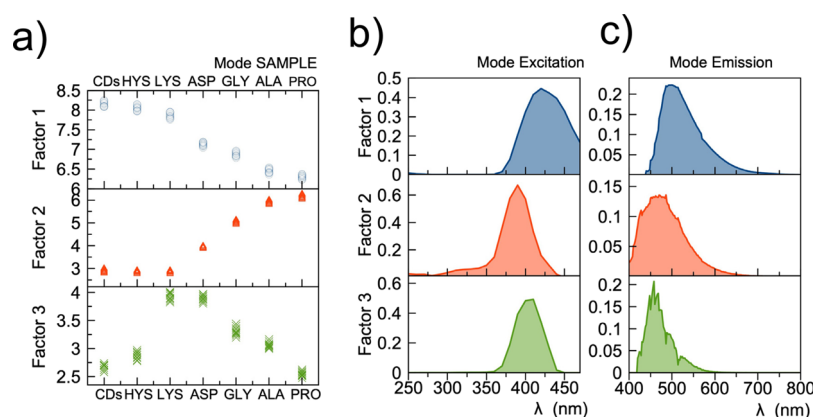 a)
Mode SAMPLE
CDs HYS LYS ASP GLY ALA PRO
Factor 1
8.5
8
7.5
7
6.5
6
Factor 2
6
5
4
3
Factor 3
4
3.5
3
2.5
CDs HYS LYS ASP GLY ALA PRO
b)
Mode Excitation
Factor 1
0.5
0.4
0.3
0.2
0.1
0
Factor 2
0.6
0.4
0.2
Factor 3
0.6
0.4
0.2
0
250 300 350 400 450
λ (nm)
c)
Mode Emission
0.2
0.15
0.1
0.05
0.15
0.1
0.05
0.2
0.15
0.1
0.05
0
400 500 600 700 800
λ (nm)